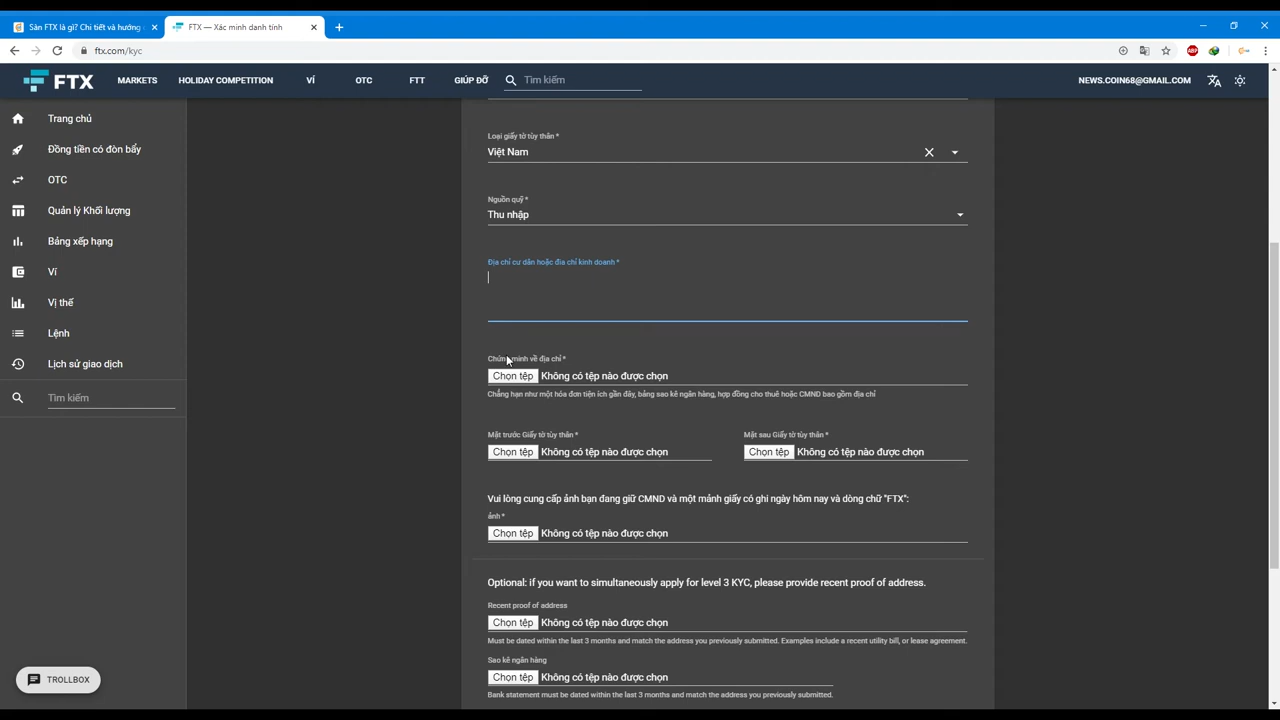 Sàn FTX là gì? Chi tiết và hướng
FTX — Xác minh danh tính
ftx.com/kyc
FTX
MARKETS
HOLIDAY COMPETITION
VÍ
OTC
FTT
GIÚP ĐỠ
Tìm kiếm
NEWS.COIN68@GMAIL.COM
Trang chủ
Đồng tiền có đòn bẩy
OTC
Quản lý Khối lượng
Bảng xếp hạng
Ví
Vị thế
Lệnh
Lịch sử giao dịch
Tìm kiếm
TROLLBOX
Loại giấy tờ tùy thân *
Việt Nam
Nguồn quỹ *
Thu nhập
Địa chỉ cư dân hoặc địa chỉ kinh doanh *
Chứng minh về địa chỉ *
Chọn tệp Không có tệp nào được chọn
Chẳng hạn như một hóa đơn tiện ích gần đây, bảng sao kê ngân hàng, hợp đồng cho thuê hoặc CMND bao gồm địa chỉ
Mặt trước Giấy tờ tùy thân *
Chọn tệp Không có tệp nào được chọn
Mặt sau Giấy tờ tùy thân *
Chọn tệp Không có tệp nào được chọn
Vui lòng cung cấp ảnh bạn đang giữ CMND và một mảnh giấy có ghi ngày hôm nay và dòng chữ "FTX":
ảnh *
Chọn tệp Không có tệp nào được chọn
Optional: if you want to simultaneously apply for level 3 KYC, please provide recent proof of address.
Recent proof of address
Chọn tệp Không có tệp nào được chọn
Must be dated within the last 3 months and match the address you previously submitted. Examples include a recent utility bill, or lease agreement.
Sao kê ngân hàng
Chọn tệp Không có tệp nào được chọn
Bank statement must be dated within the last 3 months and match the address you previously submitted.